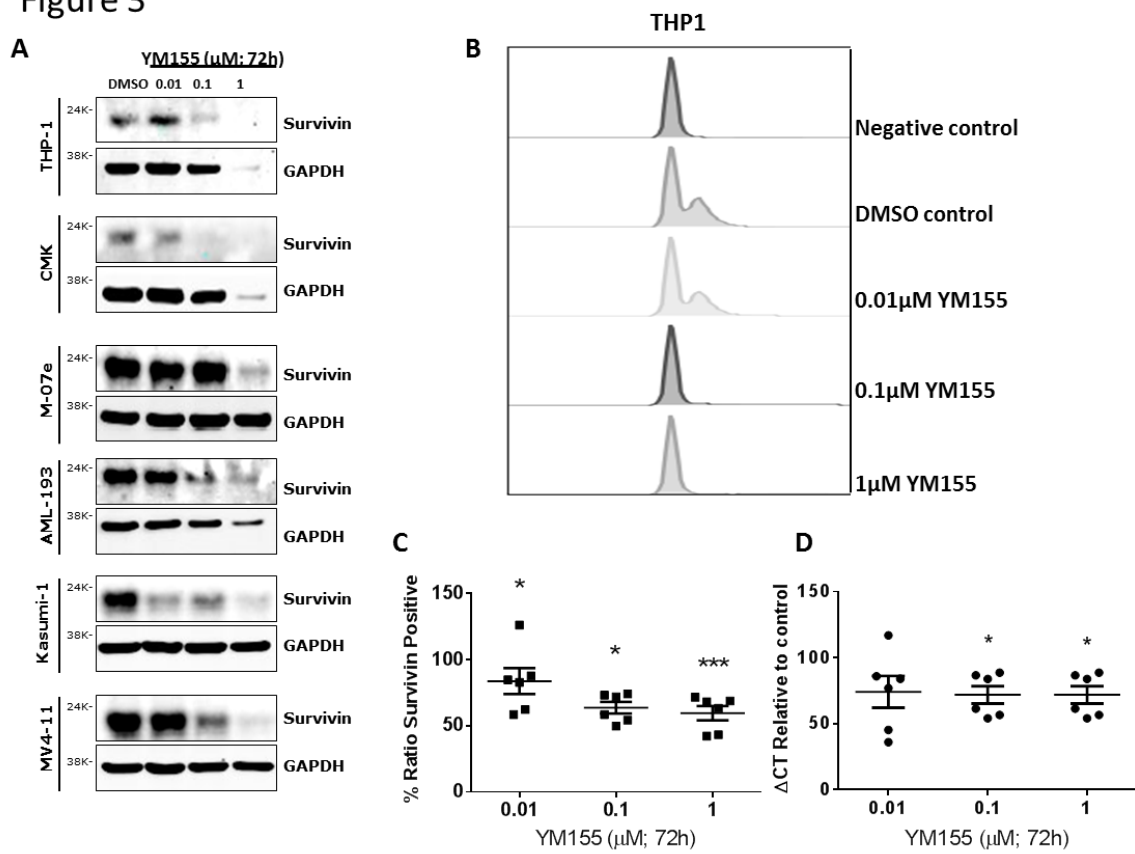 Figure 3
A
YM155 (μM; 72h)
DMSO 0.01 0.1 1
THP-1
24K-
Survivin
38K-
GAPDH
CMK
24K-
Survivin
38K-
GAPDH
M-07e
24K-
Survivin
38K-
GAPDH
AML-193
24K-
Survivin
38K-
GAPDH
Kasumi-1
24K-
Survivin
38K-
GAPDH
MV4-11
24K-
Survivin
38K-
GAPDH
B
THP1
Negative control
DMSO control
0.01μM YM155
0.1μM YM155
1μM YM155
C
% Ratio Survivin Positive
150
100
50
0
* * ***
0.01 0.1 1
YM155 (μM; 72h)
D
ΔCT Relative to control
150
100
50
0
* *
0.01 0.1 1
YM155 (μM; 72h)